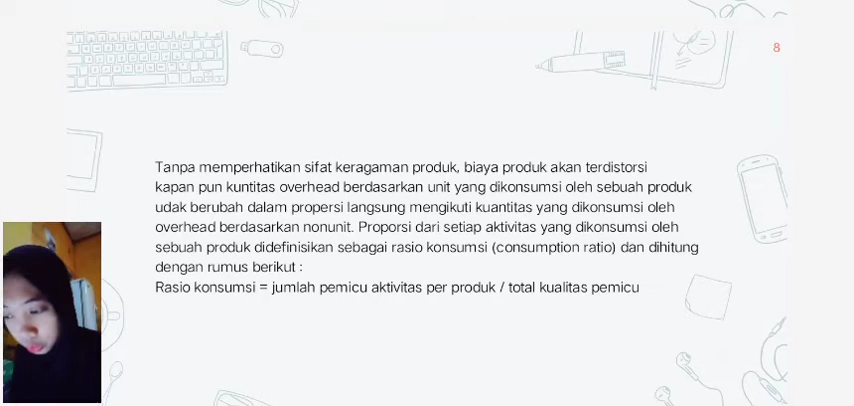 8
Tanpa memperhatikan sifat keragaman produk, biaya produk akan terdistorsi
kapan pun kuntitas overhead berdasarkan unit yang dikonsumsi oleh sebuah produk
udak berubah dalam propersi langsung mengikuti kuantitas yang dikonsumsi oleh
overhead berdasarkan nonunit. Proporsi dari setiap aktivitas yang dikonsumsi oleh
sebuah produk didefinisikan sebagai rasio konsumsi (consumption ratio) dan dihitung
dengan rumus berikut :
Rasio konsumsi = jumlah pemicu aktivitas per produk / total kualitas pemicu